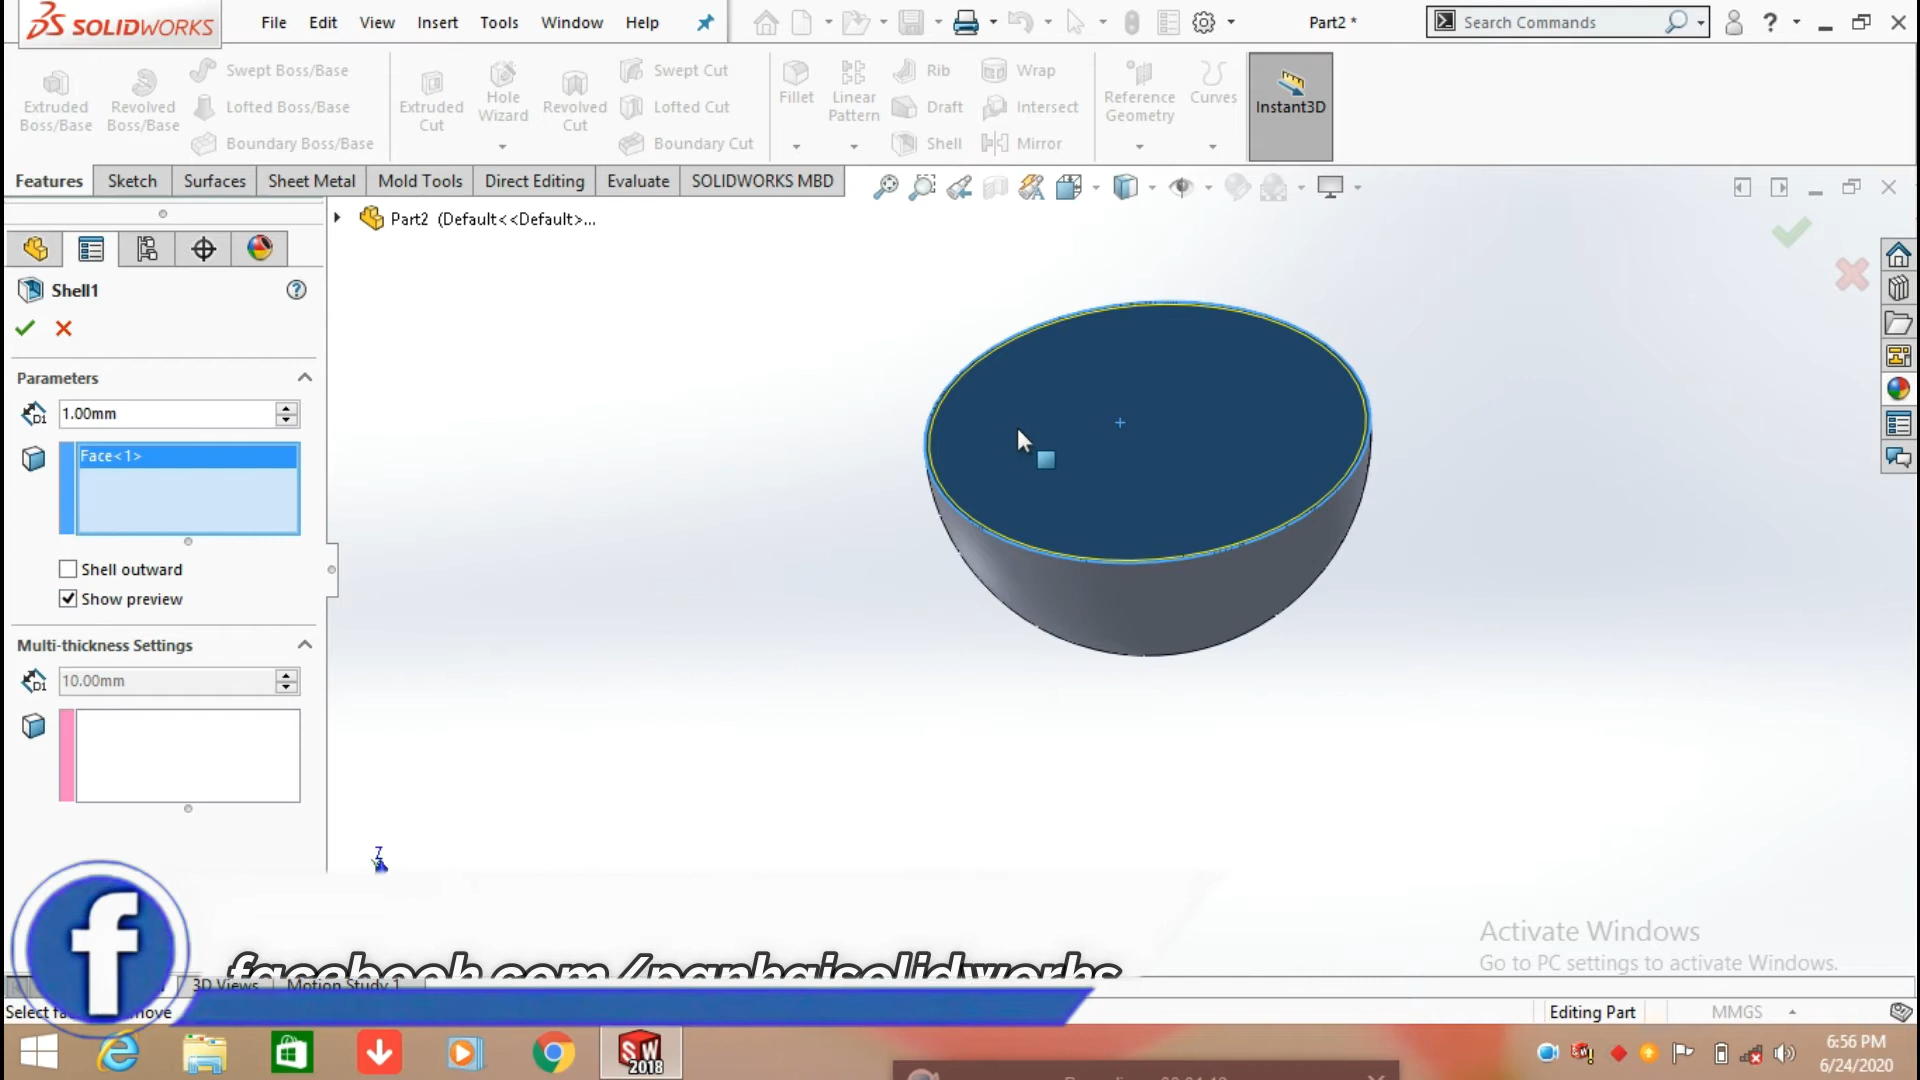 SOLIDWORKS
File Edit View Insert Tools Window Help
Part2 *
Search Commands
Extruded Boss/Base
Revolved Boss/Base
Swept Boss/Base
Lofted Boss/Base
Boundary Boss/Base
Extruded Cut
Hole Wizard
Revolved Cut
Swept Cut
Lofted Cut
Boundary Cut
Fillet
Linear Pattern
Rib
Draft
Shell
Wrap
Intersect
Mirror
Reference Geometry
Curves
Instant3D
Features Sketch Surfaces Sheet Metal Mold Tools Direct Editing Evaluate SOLIDWORKS MBD
Part2 (Default<<Default>...
Shell1
Parameters
1.00mm
Face<1>
Shell outward
Show preview
Multi-thickness Settings
10.00mm
Z
Activate Windows
Go to PC settings to activate Windows.
facebook.com/panhaisolidworks
3D Views Motion Study 1
Editing Part
MMGS
SW 2018
6:56 PM
6/24/2020